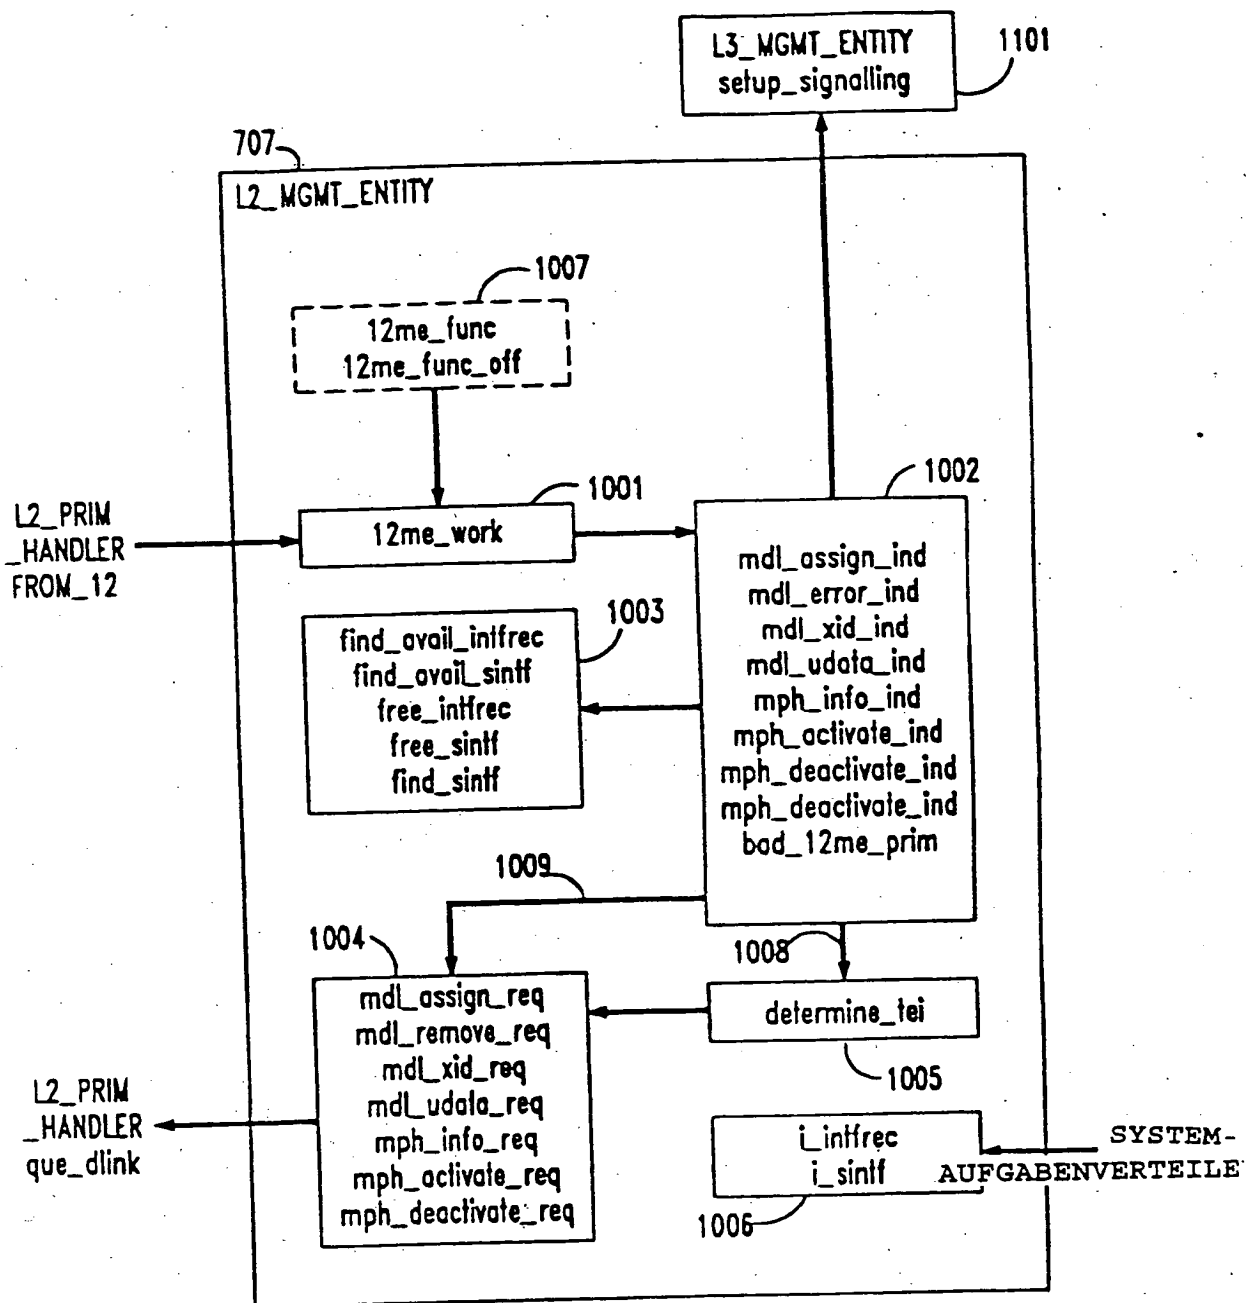 L3_MGMT_ENTITY
setup_signalling
1101
707
L2_MGMT_ENTITY
1007
12me_func
12me_func_off
1001
12me_work
L2_PRIM
_HANDLER
FROM_12
1002
mdl_assign_ind
mdl_error_ind
mdl_xid_ind
mdl_udata_ind
mph_info_ind
mph_activate_ind
mph_deactivate_ind
mph_deactivate_ind
bad_12me_prim
1003
find_avail_intfrec
find_avail_sintf
free_intfrec
free_sintf
find_sintf
1009
1008
1004
mdl_assign_req
mdl_remove_req
mdl_xid_req
mdl_udata_req
mph_info_req
mph_activate_req
mph_deactivate_req
determine_tei
1005
L2_PRIM
_HANDLER
que_dlink
i_intfrec
i_sintf
1006
SYSTEM-
AUFGABENVERTEILE